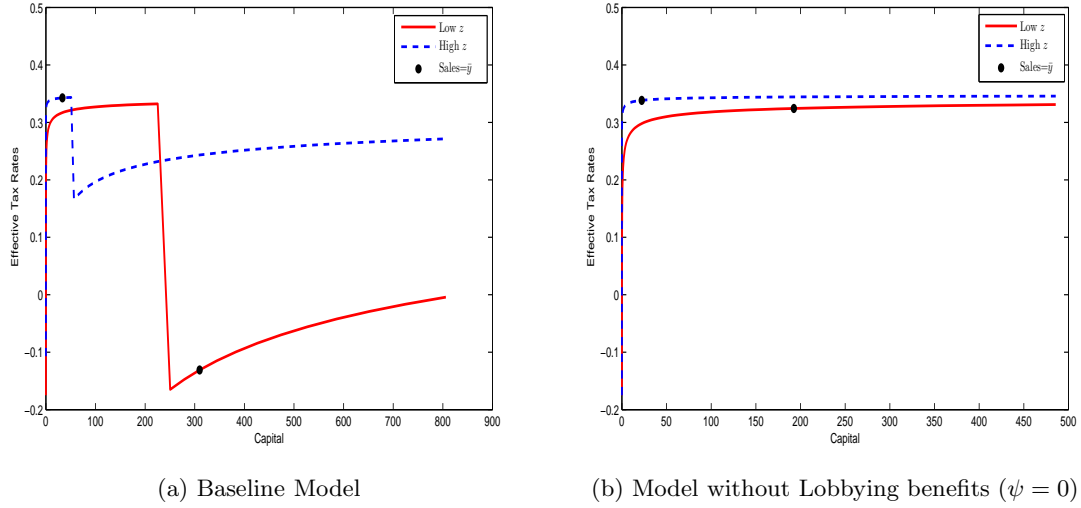 0.5
0.4
0.3
0.2
0.1
0
−0.1
−0.2
Effective Tax Rates
0 100 200 300 400 500 600 700 800 900
Capital
Low z
High z
Sales=ȳ
(a) Baseline Model
0.5
0.4
0.3
0.2
0.1
0
−0.1
−0.2
Effective Tax Rates
0 50 100 150 200 250 300 350 400 450 500
Capital
Low z
High z
Sales=ȳ
(b) Model without Lobbying benefits (ψ = 0)